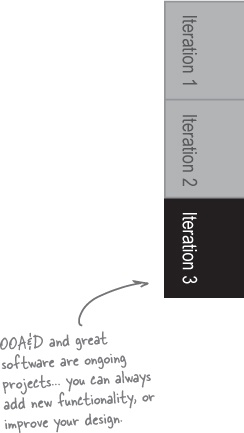 Iteration 1
Iteration 2
Iteration 3
OOA&D and great
software are ongoing
projects... you can always
add new functionality, or
improve your design.